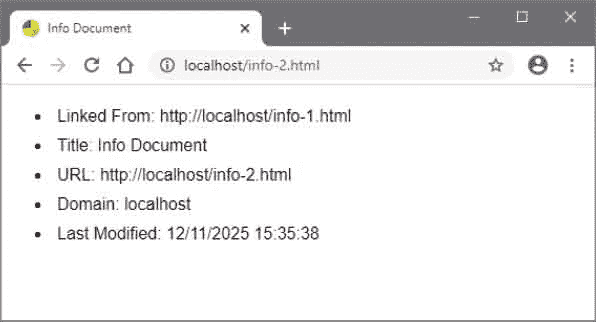 Info Document
localhost/info-2.html
Linked From: http://localhost/info-1.html
Title: Info Document
URL: http://localhost/info-2.html
Domain: localhost
Last Modified: 12/11/2025 15:35:38